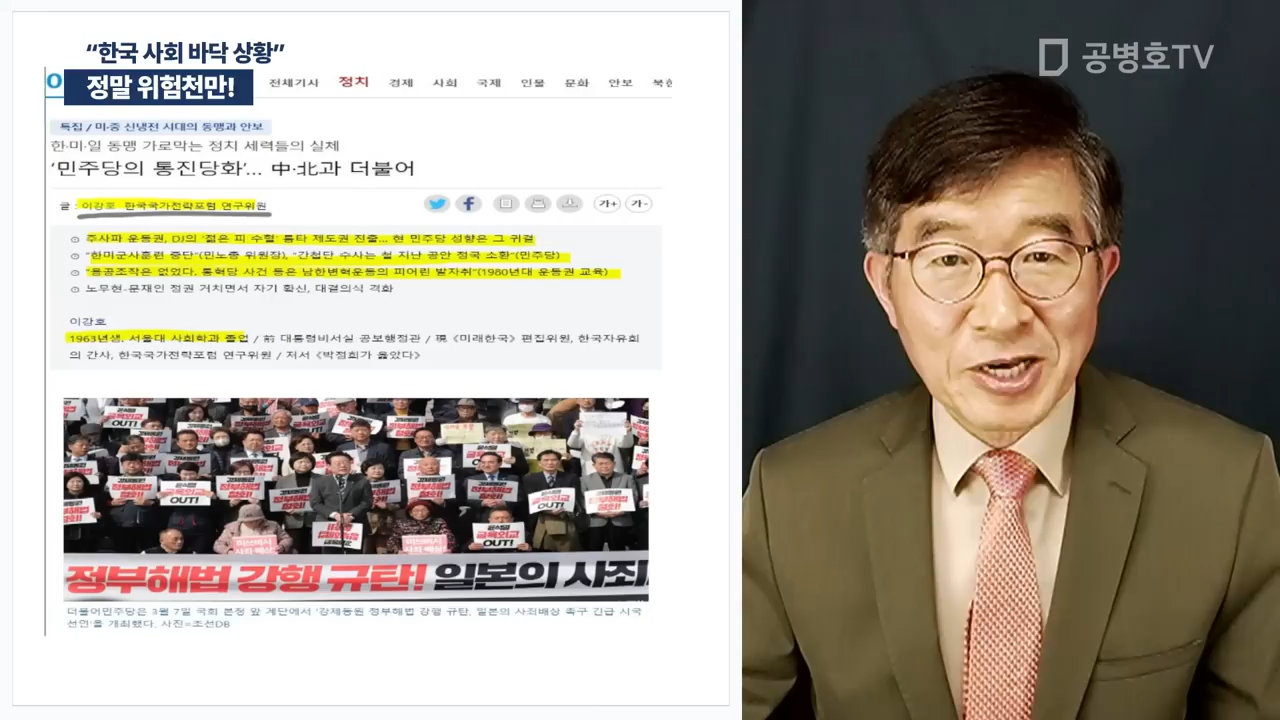 “한국 사회 바닥 상황”
정말 위험천만!
공병호TV
전체기사 정치 경제 사회 국제 인물 문화 안보 북한
특집 / 미·중 신냉전 시대의 동맹과 안보
한·미·일 동맹 가로막는 정치 세력들의 실체
‘민주당의 통진당화’... 中·北과 더불어
글 : 이강호 한국국가전략포럼 연구위원
가+ 가-
⊙ 주사파 운동권, DJ의 ‘젊은 피 수혈’ 틈타 제도권 진출... 현 민주당 성향은 그 귀결
⊙ “한미군사훈련 중단”(민노총 위원장), “간첩단 수사는 철 지난 공안 정국 소환”(민주당)
⊙ “용공조작은 없었다. 통혁당 사건 등은 남한변혁운동의 피어린 발자취”(1980년대 운동권 교육)
⊙ 노무현-문재인 정권 거치면서 자기 확신, 대결의식 격화
이강호
1963년생. 서울대 사회학과 졸업 / 前 대통령비서실 공보행정관 / 現《미래한국》편집위원, 한국자유회
의 간사, 한국국가전략포럼 연구위원 / 저서《박정희가 옳았다》
굴욕외교
OUT!
정부해법
철회!!
정부해법 강행 규탄! 일본의 사죄
더불어민주당은 3월 7일 국회 본청 앞 계단에서 ‘강제동원 정부해법 강행 규탄, 일본의 사죄배상 촉구 긴급 시국
선언’을 개최했다. 사진=조선DB